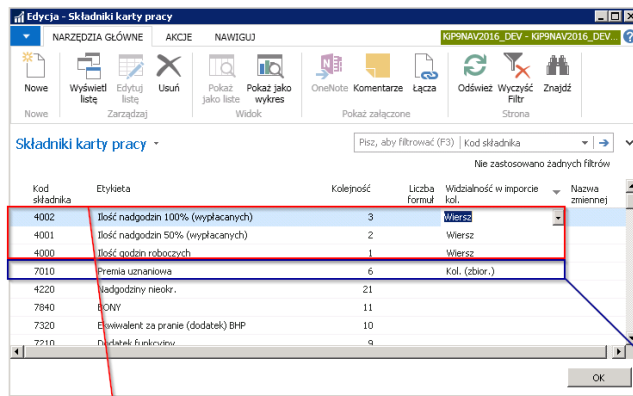 Edycja - Składniki karty pracy
NARZĘDZIA GŁÓWNE AKCJE NAWIGUJ KiP9NAV2016_DEV - KiP9NAV2016_DEV...
Nowe Wyświetl listę Edytuj listę Usuń Pokaż jako liste Pokaż jako wykres OneNote Komentarze Łącza Odśwież Wyczyść Filtr Znajdź
Nowe Zarządzaj Widok Pokaż załączone Strona
Składniki karty pracy Pisz, aby filtrować (F3) Kod składnika
Nie zastosowano żadnych filtrów
Kod składnika Etykieta Kolejność Liczba formuł Widzialność w imporcie kol. Nazwa zmiennej
4002 Ilość nadgodzin 100% (wypłacanych) 3 Wiersz
4001 Ilość nadgodzin 50% (wypłacanych) 2 Wiersz
4000 Ilość godzin roboczych 1 Wiersz
7010 Premia uznaniowa 6 Kol. (zbior.)
4220 Nadgodziny nieokr. 21
7840 BONY 11
7320 Ekwiwalent za pranie (dodatek) BHP 10
7210 Dodatek funkcyjny 9
OK